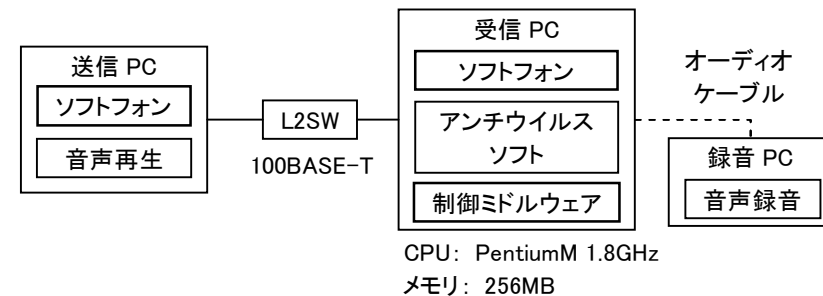 送信 PC
ソフトフォン
音声再生
L2SW
100BASE-T
受信 PC
ソフトフォン
アンチウイルス
ソフト
制御ミドルウェア
CPU: PentiumM 1.8GHz
メモリ: 256MB
オーディオ
ケーブル
録音 PC
音声録音